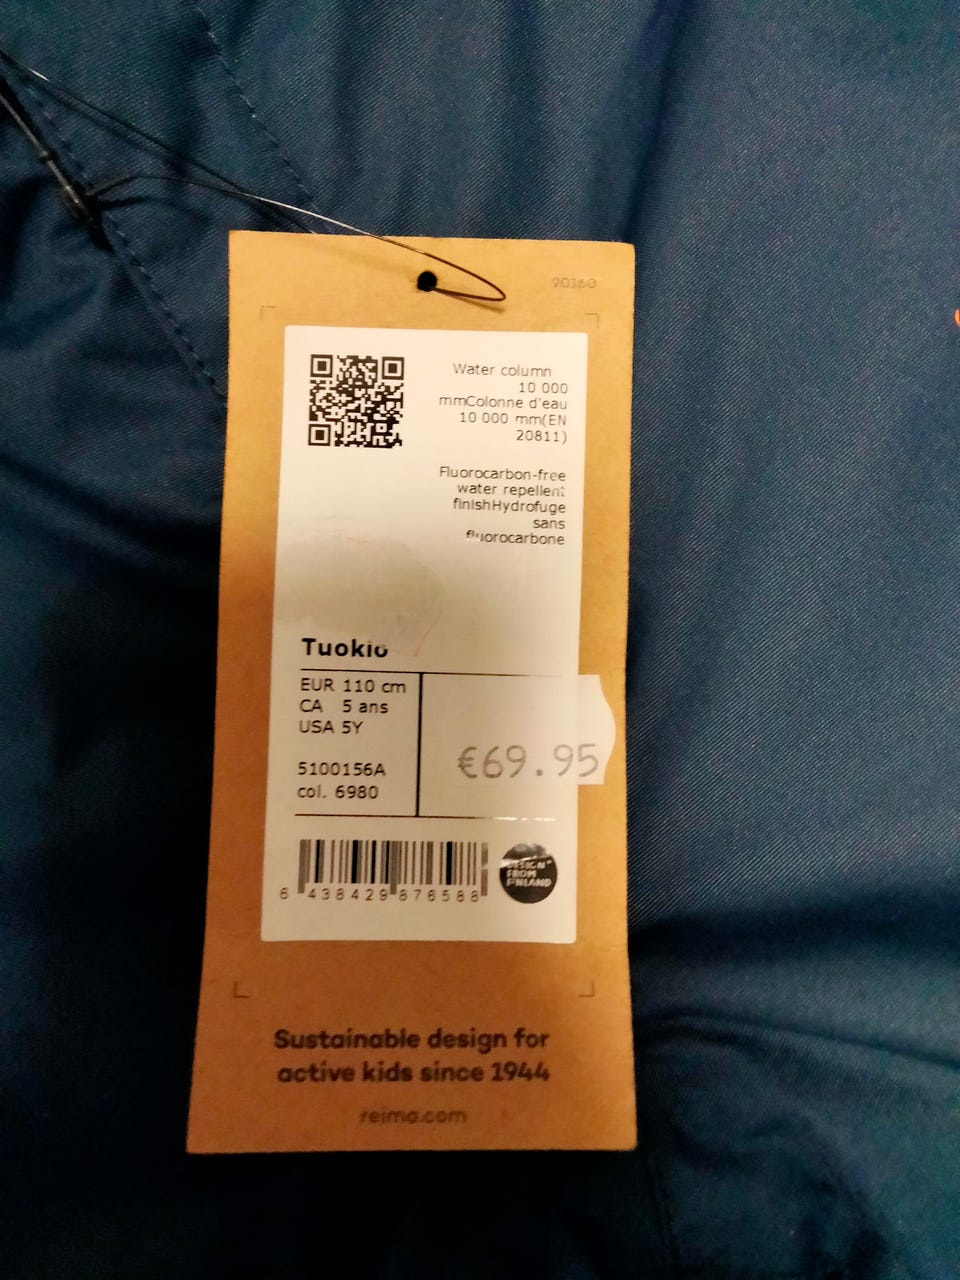 90160
Water column
10 000
mmColonne d'eau
10 000 mm(EN
20811)
Fluorocarbon-free
water repellent
finishHydrofuge
sans
fluorocarbone
Tuokio
EUR 110 cm
CA 5 ans
USA 5Y
5100156A
col. 6980
€69.95
6 438429 876588
DESIGN
FROM
FINLAND
Sustainable design for
active kids since 1944
reima.com